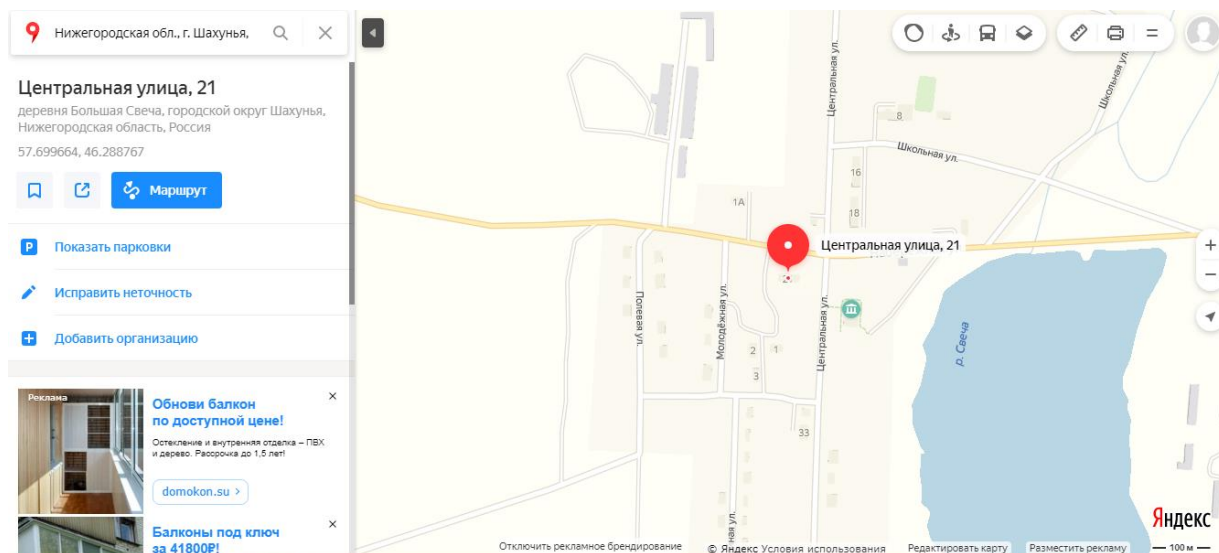 Нижегородская обл., г. Шахунья,
Центральная улица, 21
деревня Большая Свеча, городской округ Шахунья,
Нижегородская область, Россия
57.699664, 46.288767
Маршрут
Показать парковки
Исправить неточность
Добавить организацию
Реклама
Обнови балкон
по доступной цене!
Остекление и внутренняя отделка – ПВХ
и дерево. Рассрочка до 1,5 лет!
domokon.su >
Балконы под ключ
за 41800₽!
Центральная ул.
Школьная ул.
8
Школьная ул.
16
1А
18
Центральная улица, 21
Полевая ул.
Молодёжная ул.
Центральная ул.
р. Свеча
2
1
3
33
Яндекс
Отключить рекламное брендирование
© Яндекс Условия использования
Редактировать карту
Разместить рекламу
100 м